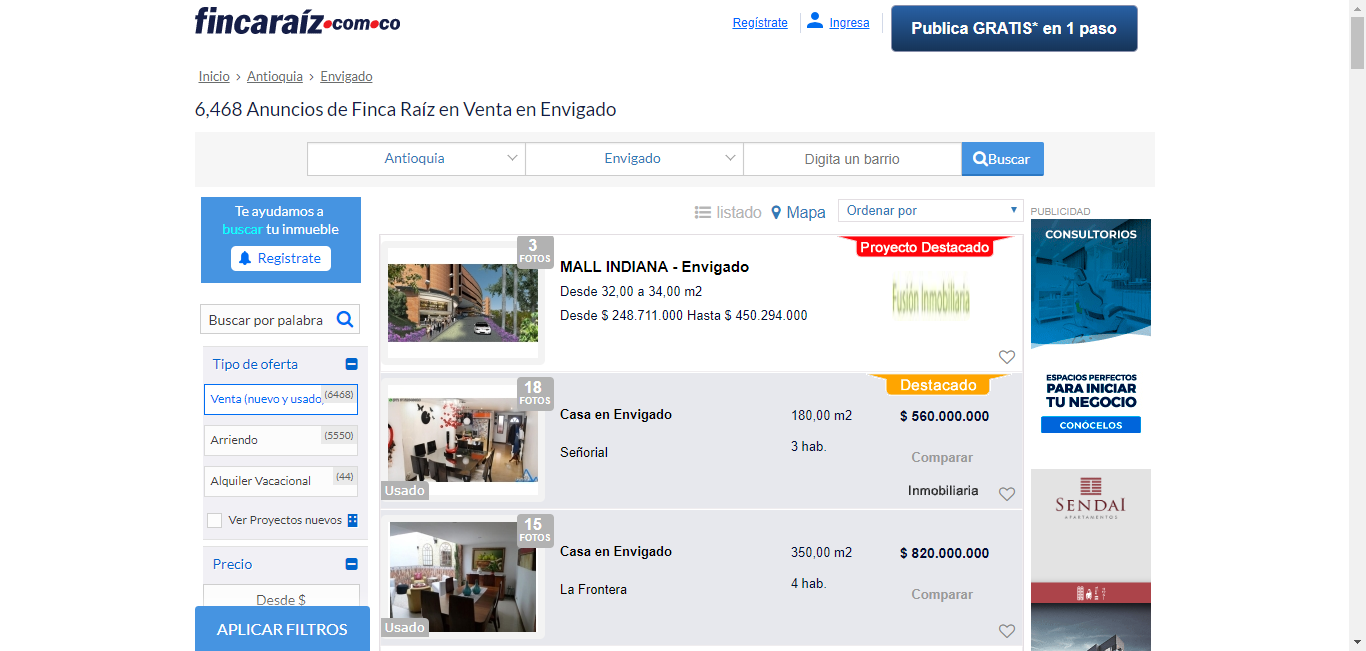 fincaraíz.com.co
Regístrate
Ingresa
Publica GRATIS* en 1 paso
Inicio > Antioquia > Envigado
6,468 Anuncios de Finca Raíz en Venta en Envigado
Antioquia
Envigado
Digita un barrio
Buscar
Te ayudamos a
buscar tu inmueble
Registrate
Buscar por palabra
Tipo de oferta
Venta (nuevo y usado)
(6468)
Arriendo
(5550)
Alquiler Vacacional
(44)
Ver Proyectos nuevos
Precio
Desde $
APLICAR FILTROS
listado
Mapa
Ordenar por
3
FOTOS
MALL INDIANA - Envigado
Desde 32,00 a 34,00 m2
Desde $ 248.711.000 Hasta $ 450.294.000
Proyecto Destacado
Fusión Inmobiliaria
18
FOTOS
Usado
Casa en Envigado
Señorial
180,00 m2
3 hab.
Destacado
$ 560.000.000
Comparar
Inmobiliaria
15
FOTOS
Usado
Casa en Envigado
La Frontera
350,00 m2
4 hab.
$ 820.000.000
Comparar
PUBLICIDAD
CONSULTORIOS
ESPACIOS PERFECTOS
PARA INICIAR
TU NEGOCIO
CONÓCELOS
SENDAI
APARTAMENTOS